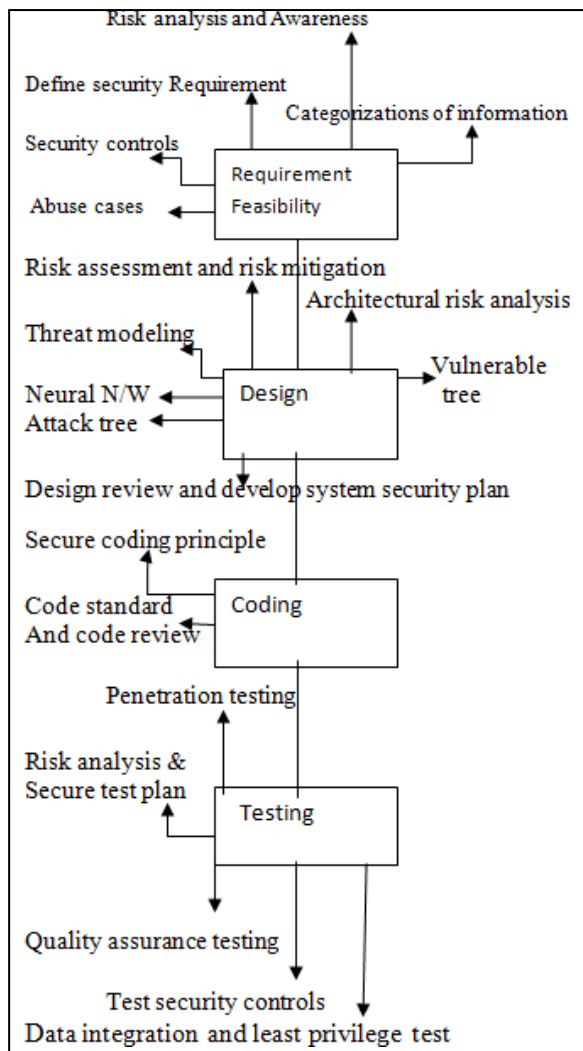 Risk analysis and Awareness
Define security Requirement
Categorizations of information
Security controls
Requirement
Feasibility
Abuse cases
Risk assessment and risk mitigation
Architectural risk analysis
Threat modeling
Vulnerable
tree
Neural N/W
Design
Attack tree
Design review and develop system security plan
Secure coding principle
Coding
Code standard
And code review
Penetration testing
Risk analysis &
Secure test plan
Testing
Quality assurance testing
Test security controls
Data integration and least privilege test